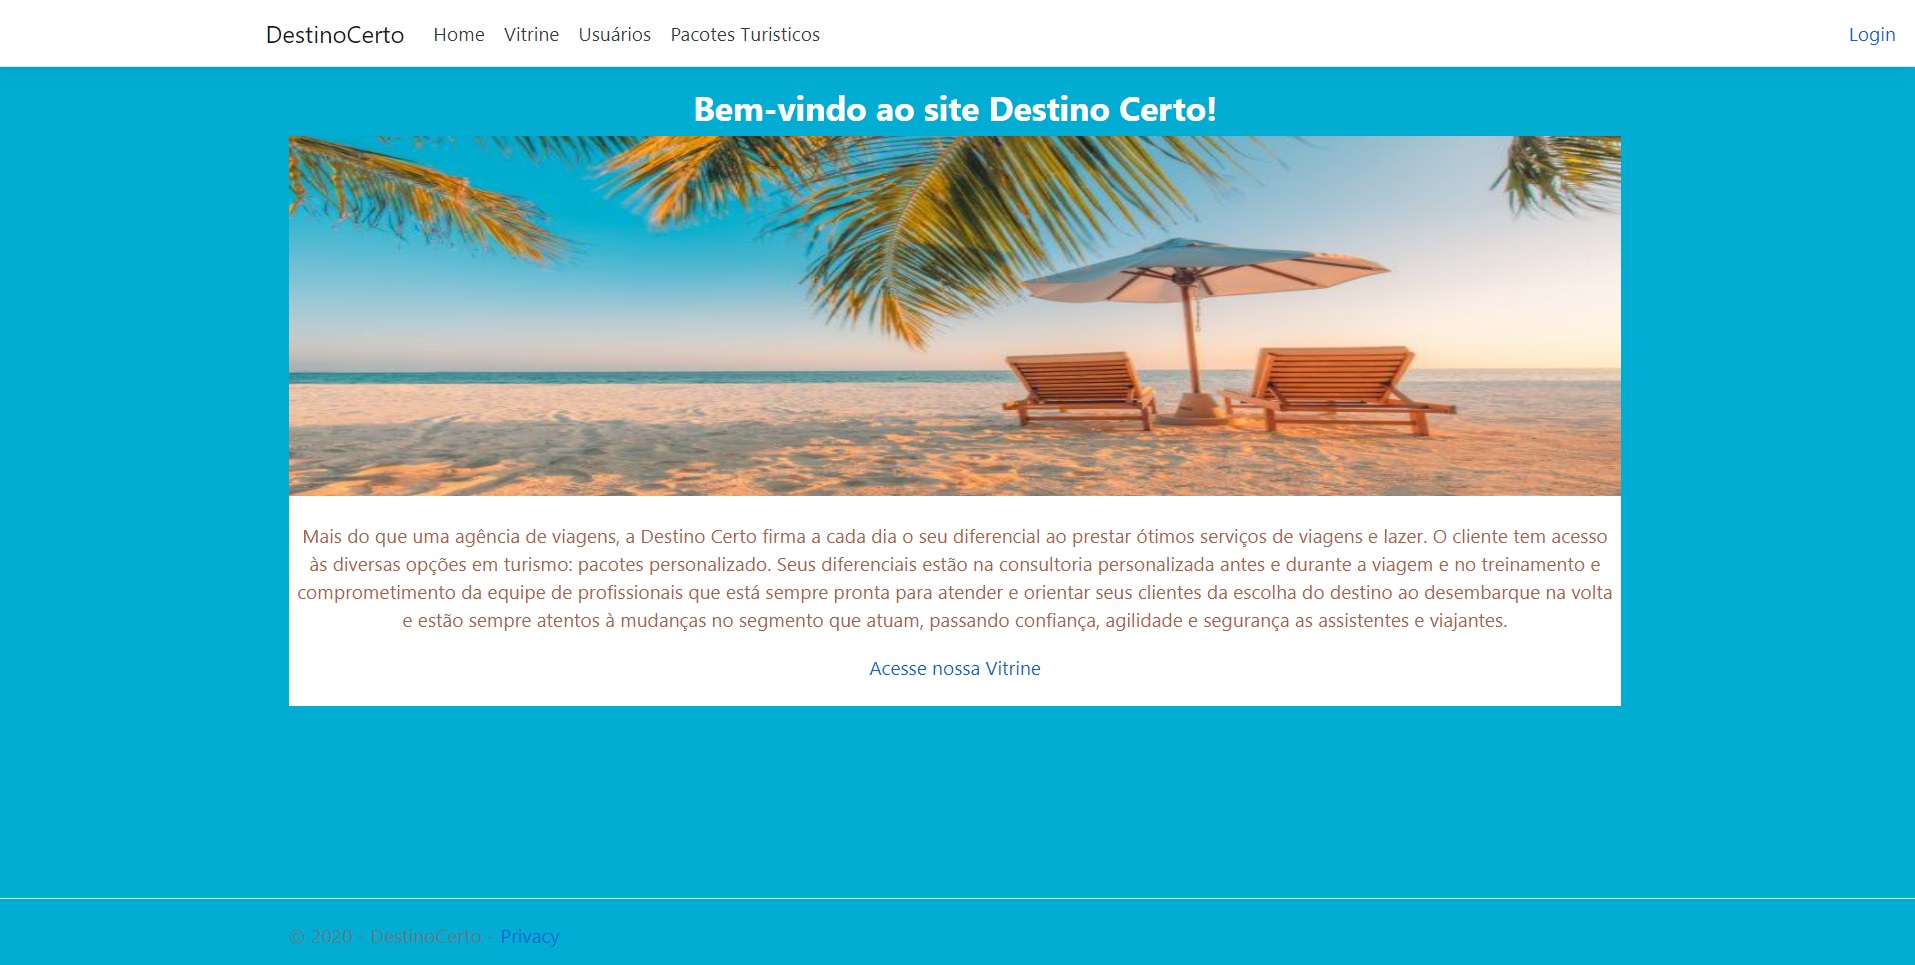 DestinoCerto Home Vitrine Usuários Pacotes Turisticos Login
Bem-vindo ao site Destino Certo!
Mais do que uma agência de viagens, a Destino Certo firma a cada dia o seu diferencial ao prestar ótimos serviços de viagens e lazer. O cliente tem acesso
às diversas opções em turismo: pacotes personalizado. Seus diferenciais estão na consultoria personalizada antes e durante a viagem e no treinamento e
comprometimento da equipe de profissionais que está sempre pronta para atender e orientar seus clientes da escolha do destino ao desembarque na volta
e estão sempre atentos à mudanças no segmento que atuam, passando confiança, agilidade e segurança as assistentes e viajantes.
Acesse nossa Vitrine
© 2020 - DestinoCerto - Privacy